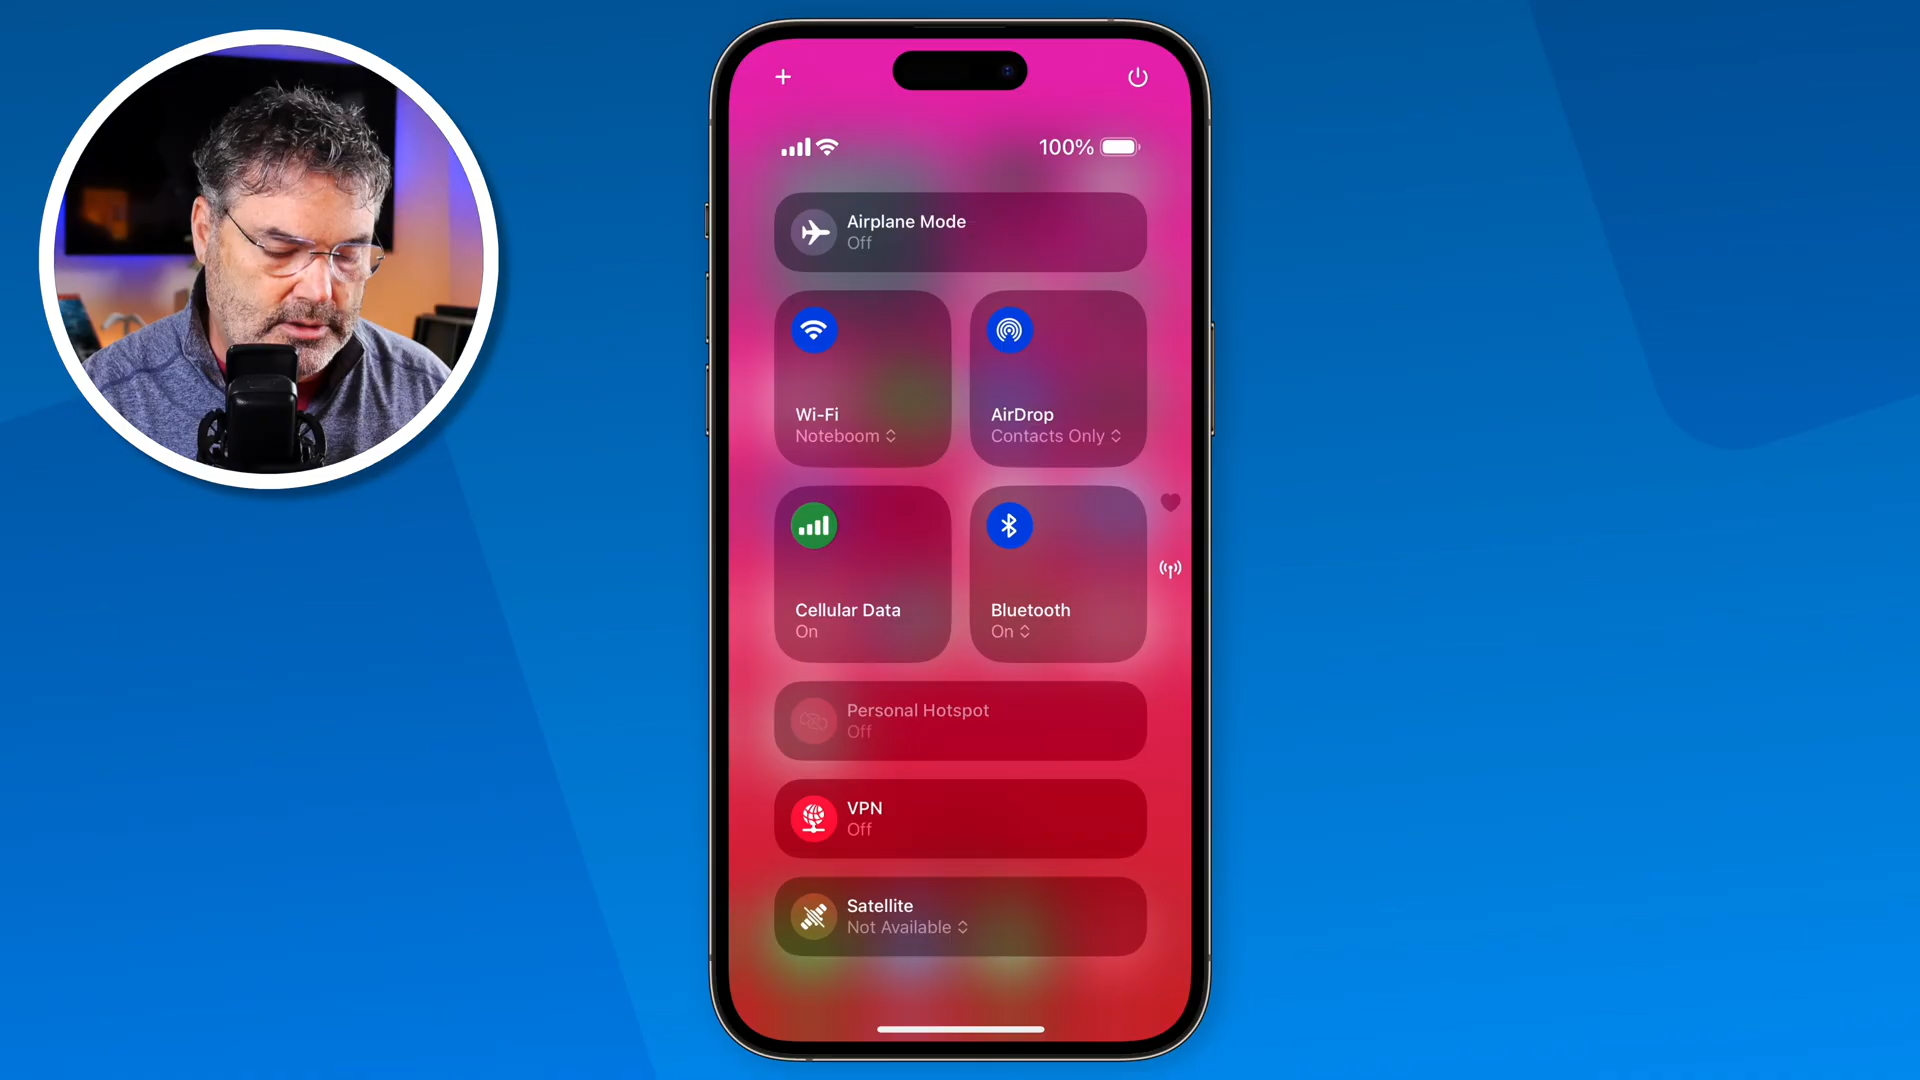 100%
Airplane Mode
Off
Wi-Fi
Noteboom
AirDrop
Contacts Only
Cellular Data
On
Bluetooth
On
Personal Hotspot
Off
VPN
Off
Satellite
Not Available